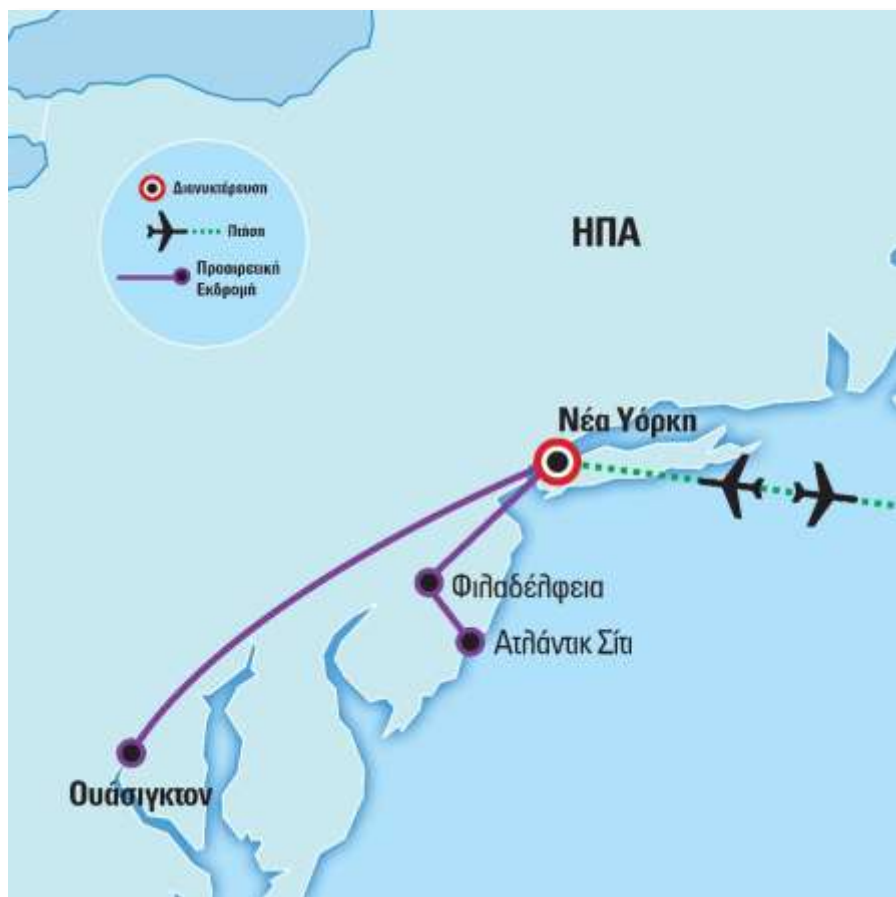 Διανυκτέρευση
Πτήση
Προαιρετική
Εκδρομή
ΗΠΑ
Νέα Υόρκη
Φιλαδέλφεια
Ατλάντικ Σίτι
Ουάσιγκτον